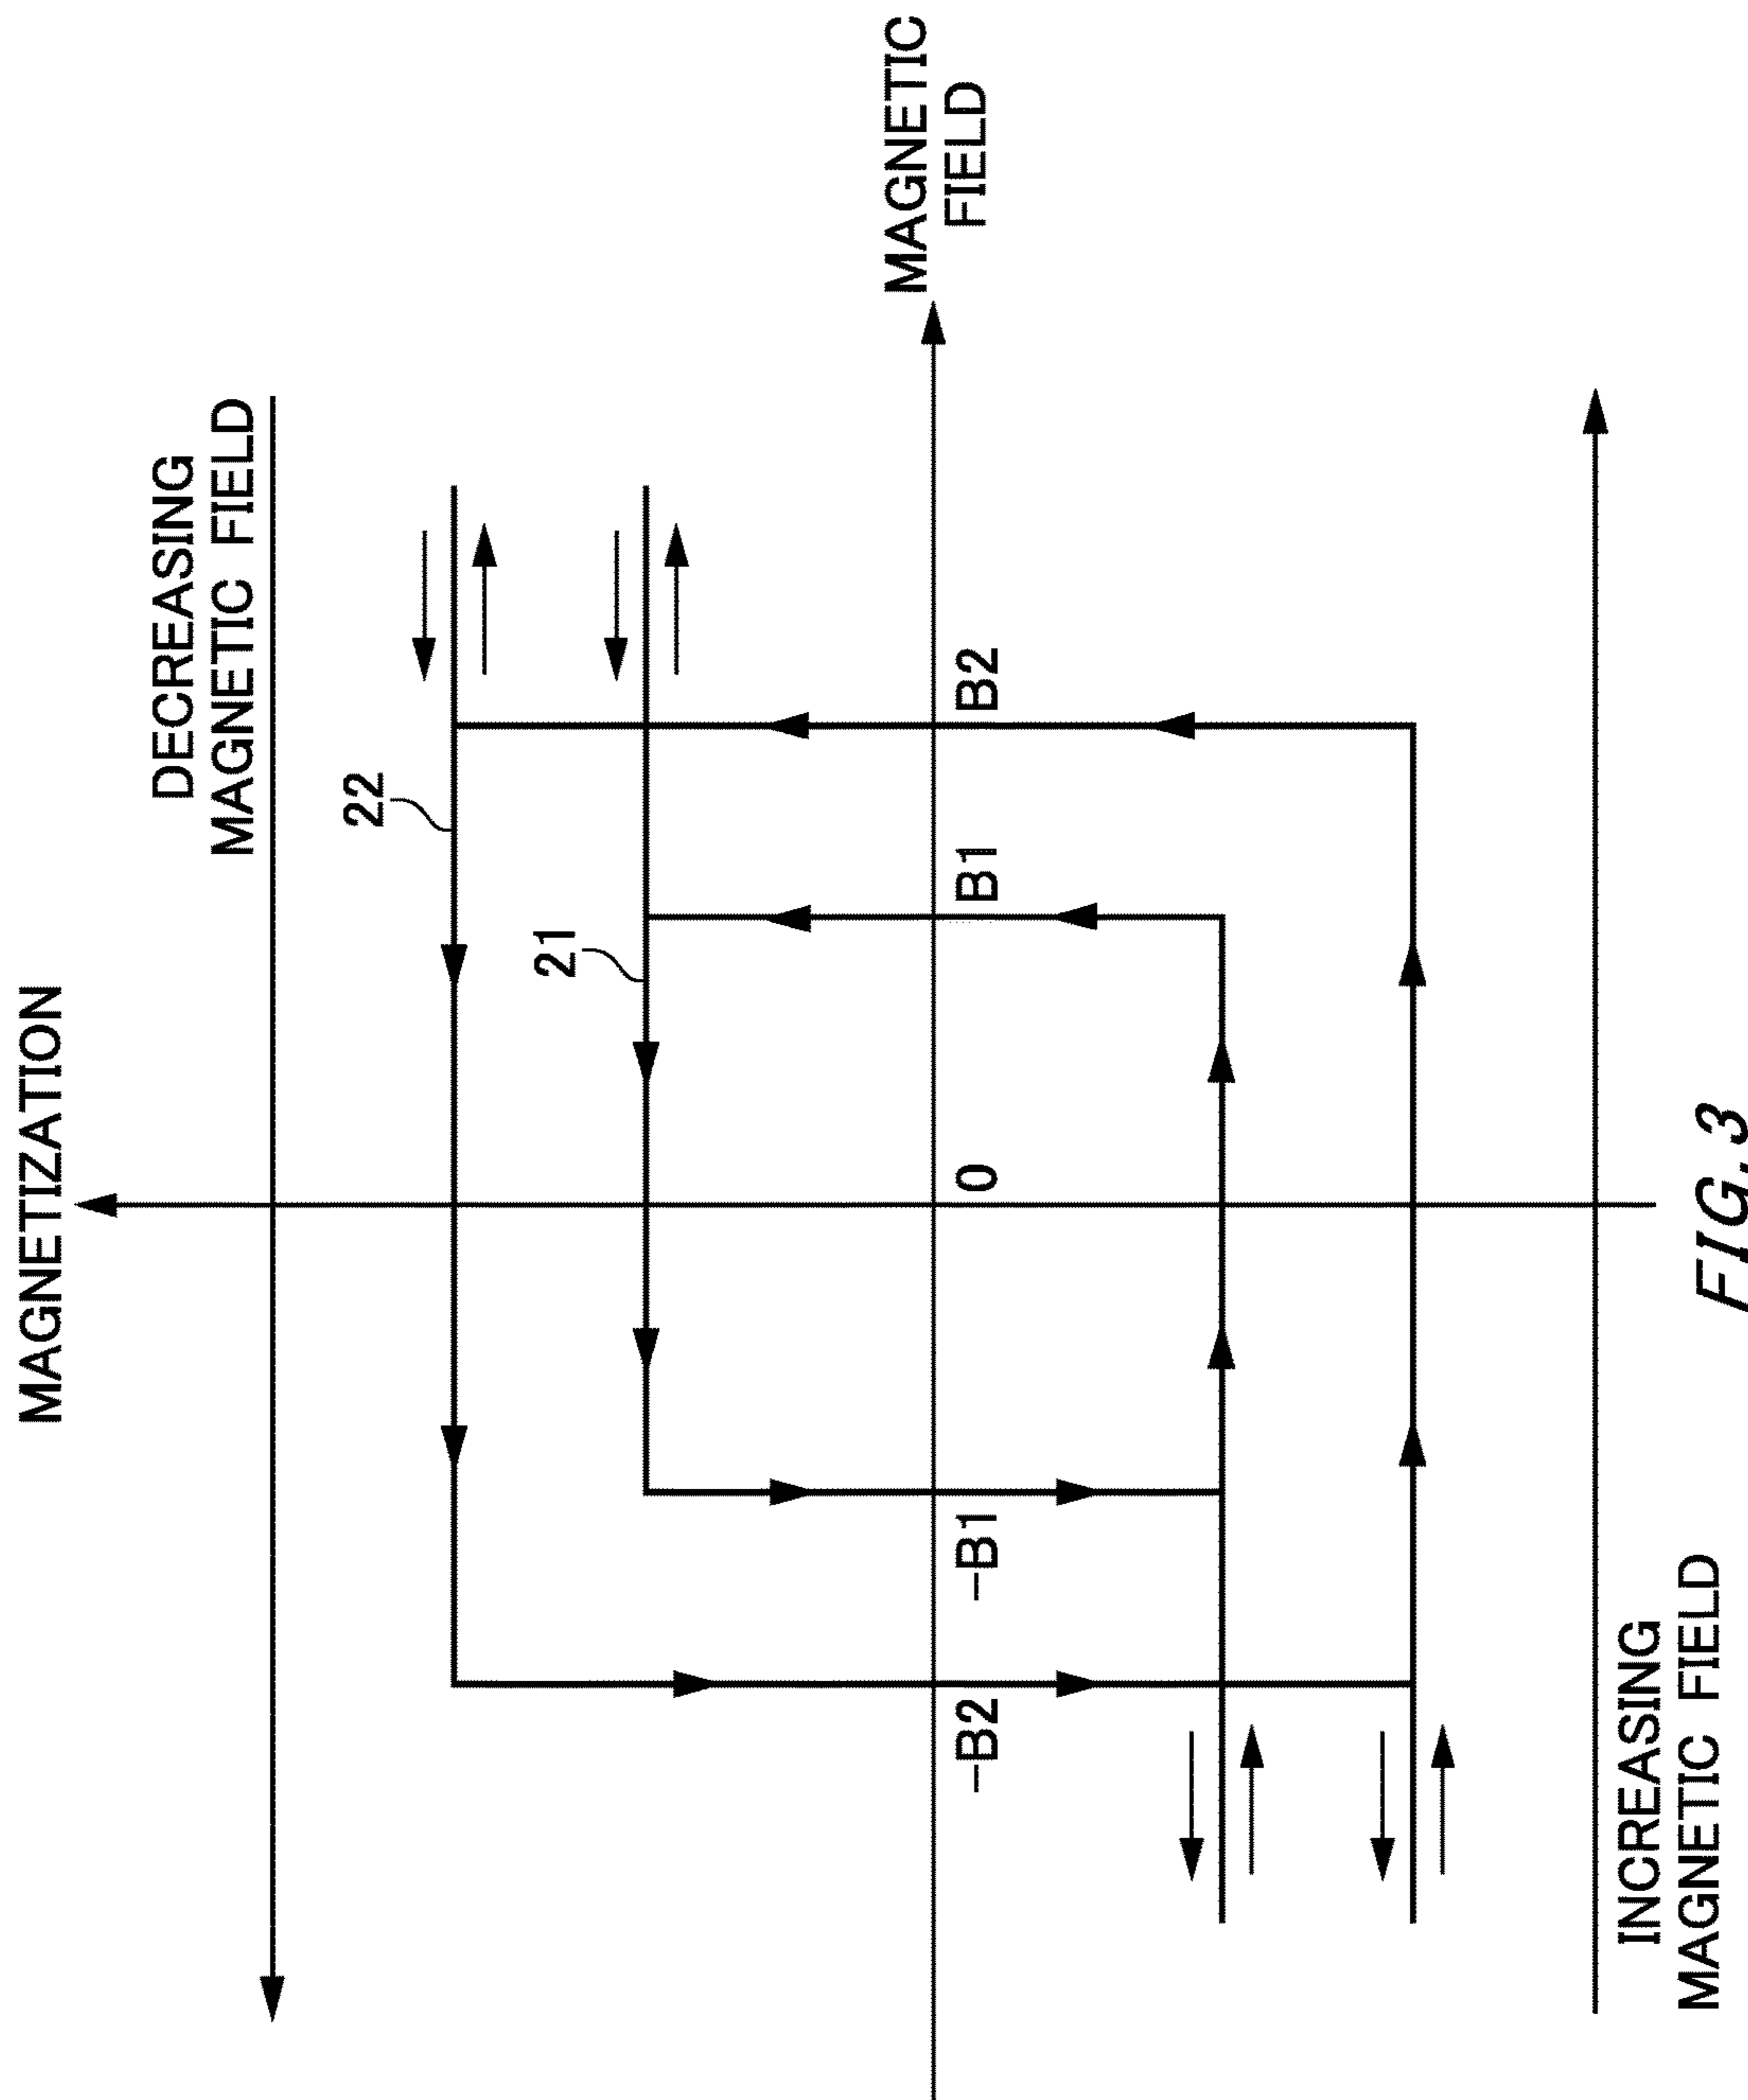 MAGNETIZATION
DECREASING
MAGNETIC FIELD
22
21
-B2
-B1
0
B1
B2
MAGNETIC
FIELD
INCREASING
MAGNETIC FIELD
FIG.3